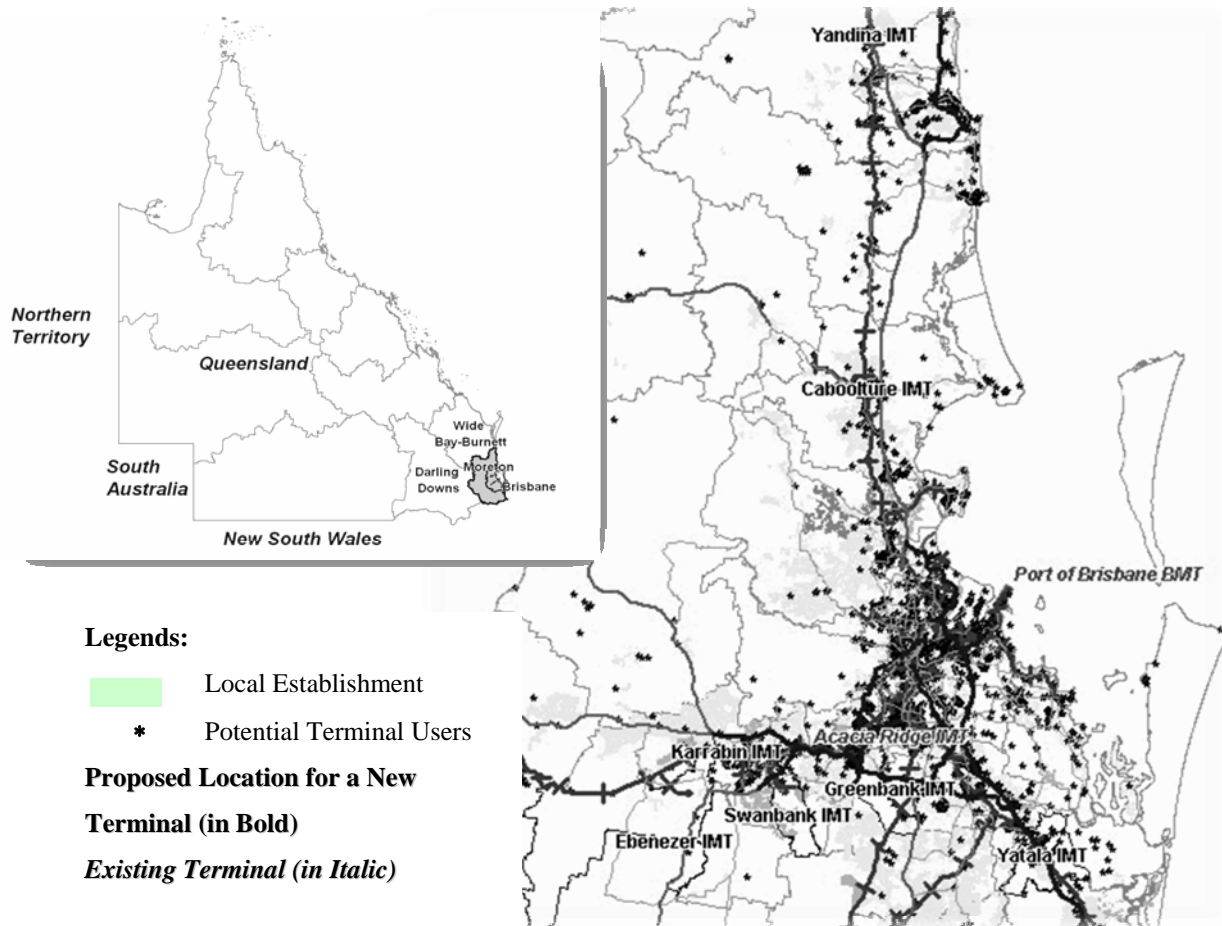 Northern
Territory
Queensland
Wide
Bay-Burnett
Darling
Downs
Moreton
Brisbane
South
Australia
New South Wales
Yandina IMT
Caboolture IMT
Port of Brisbane BMT
Acacia Ridge IMT
Karrabin IMT
Greenbank IMT
Swanbank IMT
Ebenezer IMT
Yatala IMT
Legends:
Local Establishment
Potential Terminal Users
Proposed Location for a New
Terminal (in Bold)
Existing Terminal (in Italic)